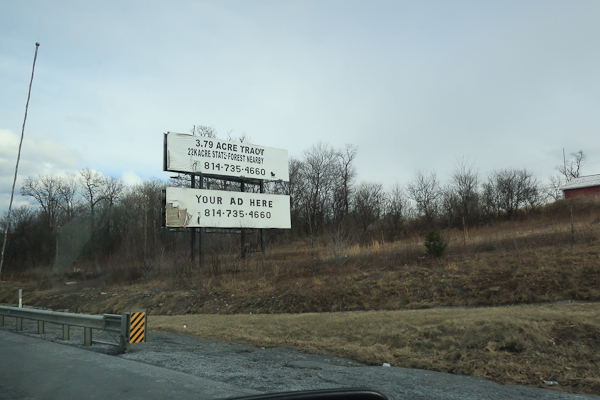 3.79 ACRE TRACT
22K ACRE STATE FOREST NEARBY
814-735-4660
YOUR AD HERE
814-735-4660